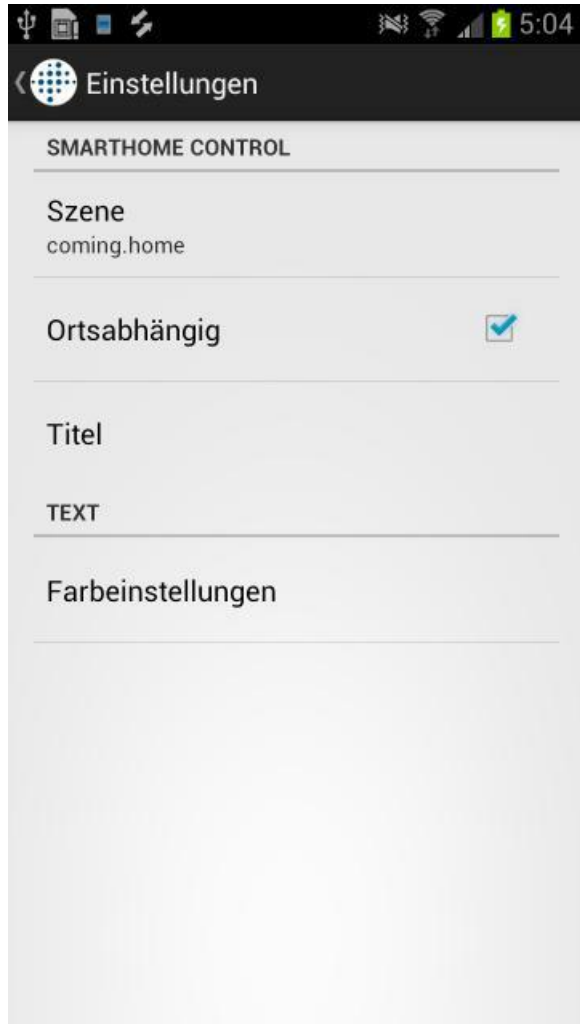 5:04
Einstellungen
SMARTHOME CONTROL
Szene
coming.home
Ortsabhängig
Titel
TEXT
Farbeinstellungen